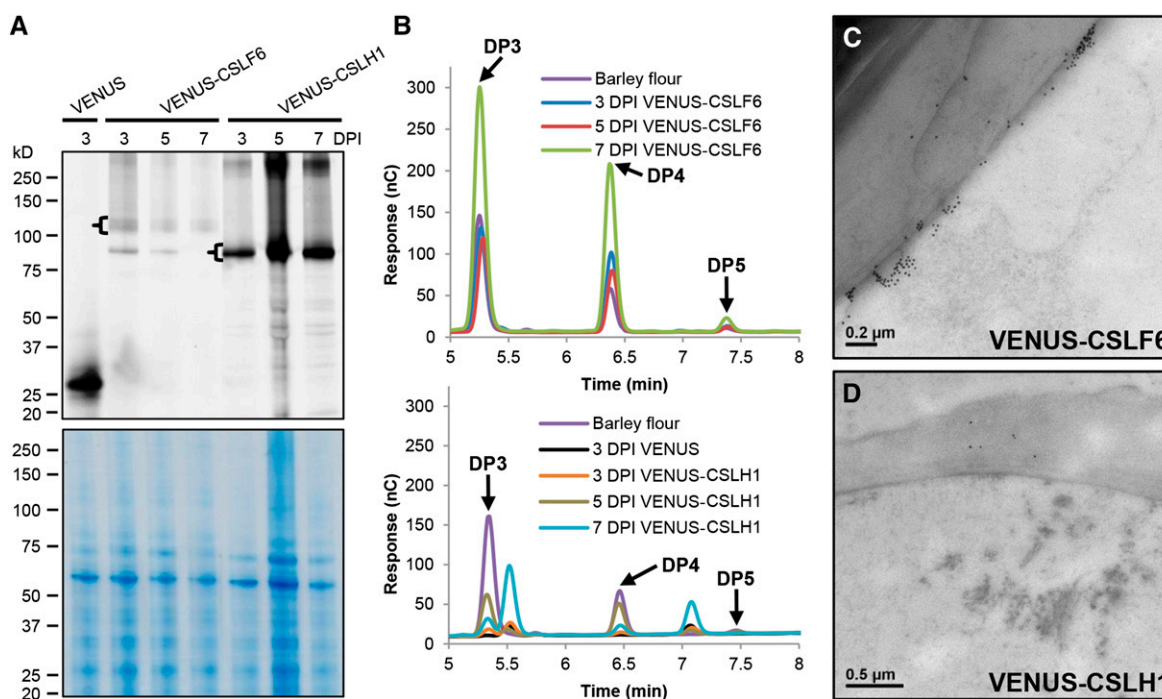 A
VENUS
VENUS-CSLF6
VENUS-CSLH1
3 3 5 7 3 5 7 DPI
kD
250
150
100
75
50
37
25
20
250
150
100
75
50
37
25
20
B
DP3
Barley flour
3 DPI VENUS-CSLF6
5 DPI VENUS-CSLF6
7 DPI VENUS-CSLF6
DP4
DP5
Response (nC)
300
250
200
150
100
50
0
5 5.5 6 6.5 7 7.5 8
Time (min)
Barley flour
3 DPI VENUS
3 DPI VENUS-CSLH1
5 DPI VENUS-CSLH1
7 DPI VENUS-CSLH1
DP3
DP4
DP5
Response (nC)
300
250
200
150
100
50
0
5 5.5 6 6.5 7 7.5 8
Time (min)
C
0.2 µm
VENUS-CSLF6
D
0.5 µm
VENUS-CSLH1